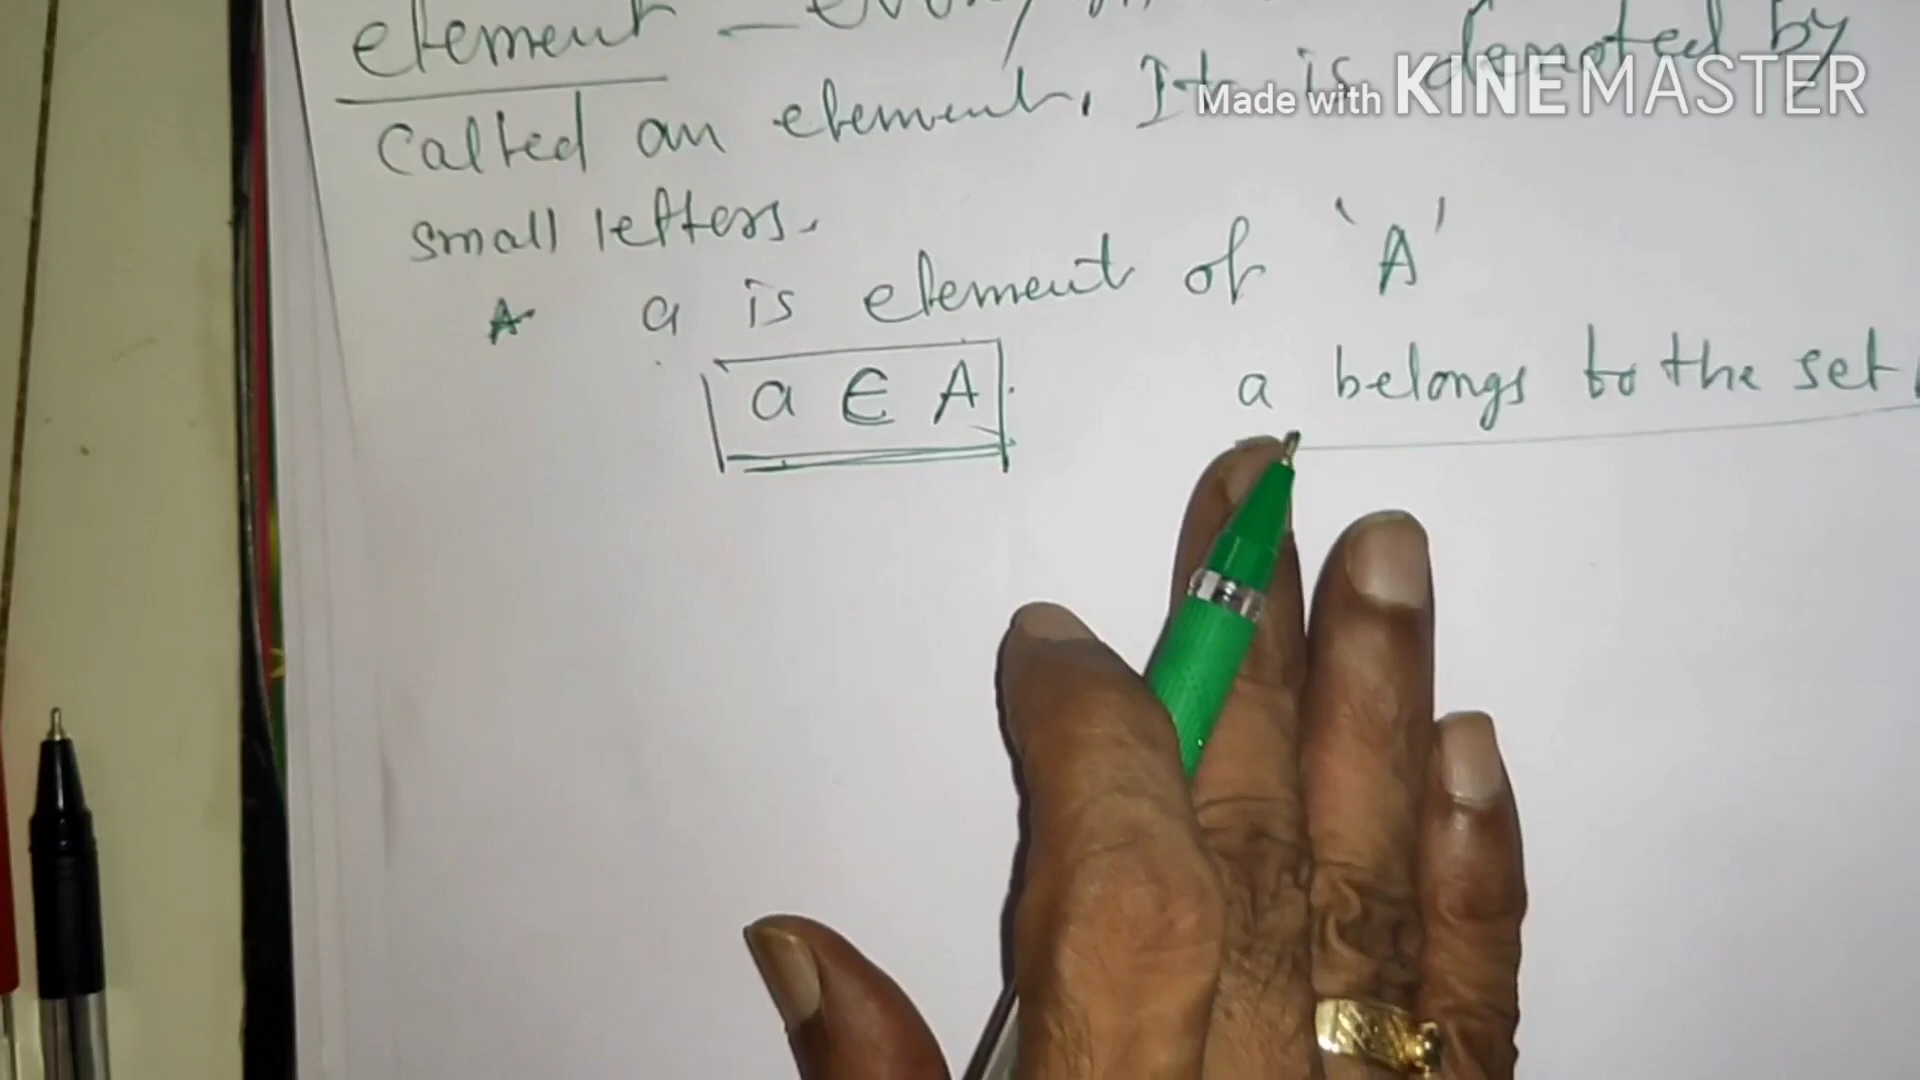 element -
called an element. It is denoted by
Made with KINEMASTER
small letters.
A a is element of 'A'
a ∈ A a belongs to the set